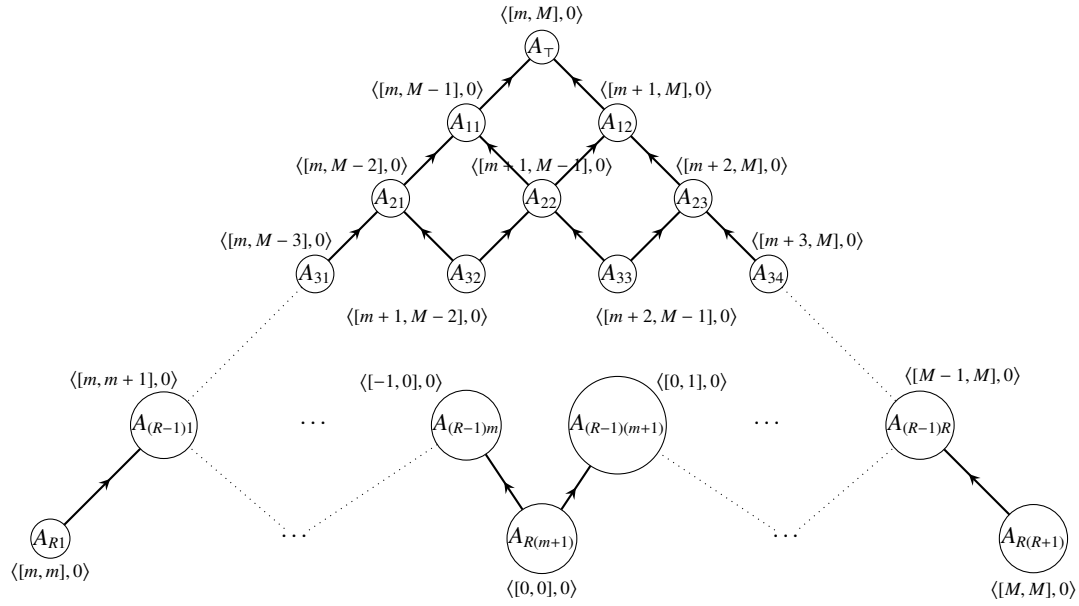 ⟨[m, M], 0⟩
A⊤
⟨[m, M − 1], 0⟩ ⟨[m + 1, M], 0⟩
A₁₁ A₁₂
⟨[m, M − 2], 0⟩ ⟨[m + 1, M − 1], 0⟩ ⟨[m + 2, M], 0⟩
A₂₁ A₂₂ A₂₃
⟨[m, M − 3], 0⟩ ⟨[m + 3, M], 0⟩
A₃₁ A₃₂ A₃₃ A₃₄
⟨[m + 1, M − 2], 0⟩ ⟨[m + 2, M − 1], 0⟩
⟨[m, m + 1], 0⟩ ⟨[−1, 0], 0⟩ ⟨[0, 1], 0⟩ ⟨[M − 1, M], 0⟩
A₍R−1₎1 ··· A₍R−1₎m A₍R−1₎(m+1) ··· A₍R−1₎R
A_R1 ··· A_R(m+1) ··· A_R(R+1)
⟨[m, m], 0⟩ ⟨[0, 0], 0⟩ ⟨[M, M], 0⟩